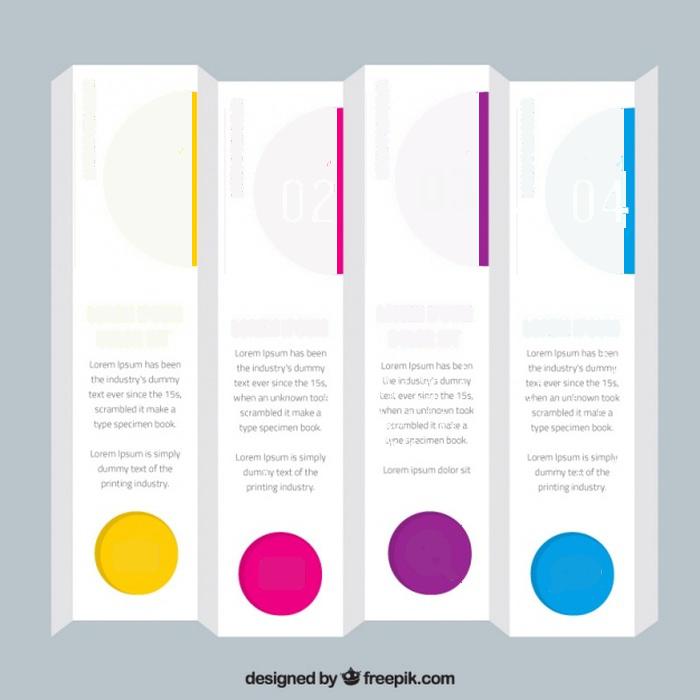 02
04
Lorem Ipsum has been
the industry's dummy
text ever since the 15s,
scrambled it make a
type specimen book.
Lorem Ipsum is simply
dummy text of the
printing industry.
Lorem Ipsum has been
the industry's dummy
text ever since the 15s,
when an unknown took
scrambled it make a
type specimen book.
Lorem Ipsum is simply
dummy text of the
printing industry.
Lorem Ipsum has been
the industry's dummy
text ever since the 15s,
when an unknown took
scrambled it make a
type specimen book.
Lorem ipsum dolor sit
Lorem Ipsum has been
the industry's dummy
text ever since the 15s,
when an unknown took
scrambled it make a
type specimen book.
Lorem Ipsum is simply
dummy text of the
printing industry.
designed by freepik.com